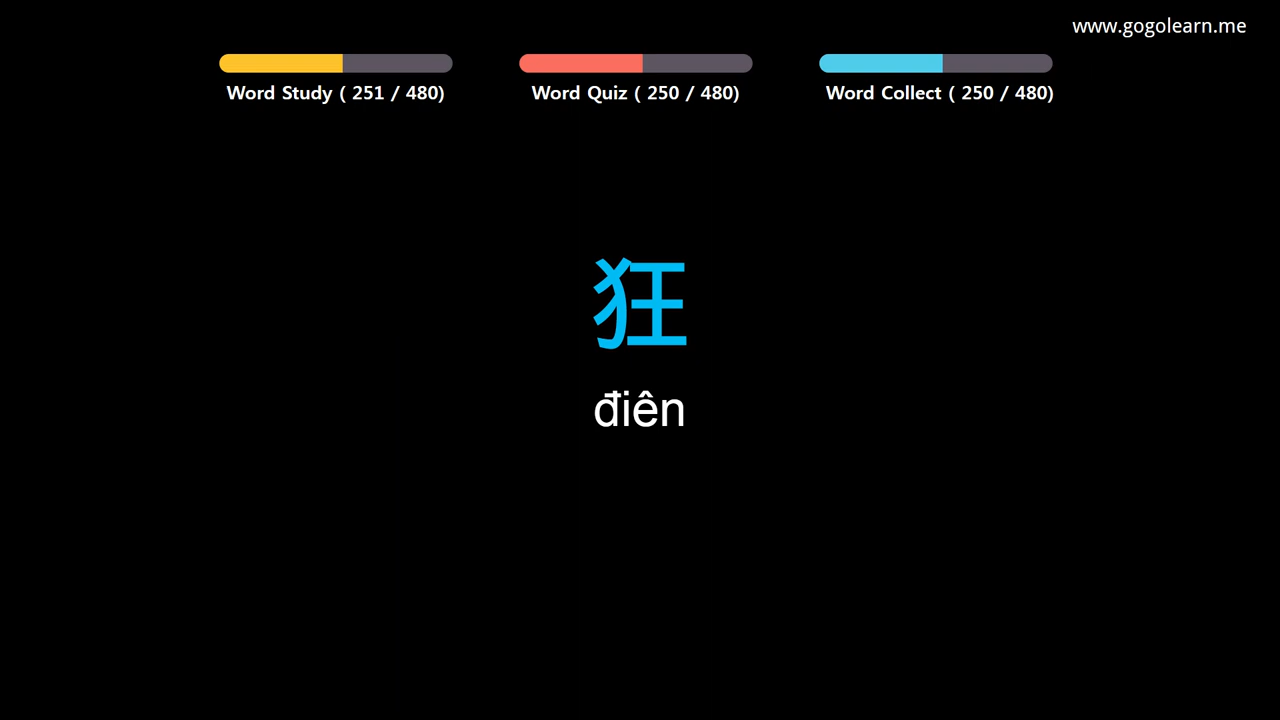 www.gogolearn.me
Word Study ( 251 / 480)
Word Quiz ( 250 / 480)
Word Collect ( 250 / 480)
狂
điên